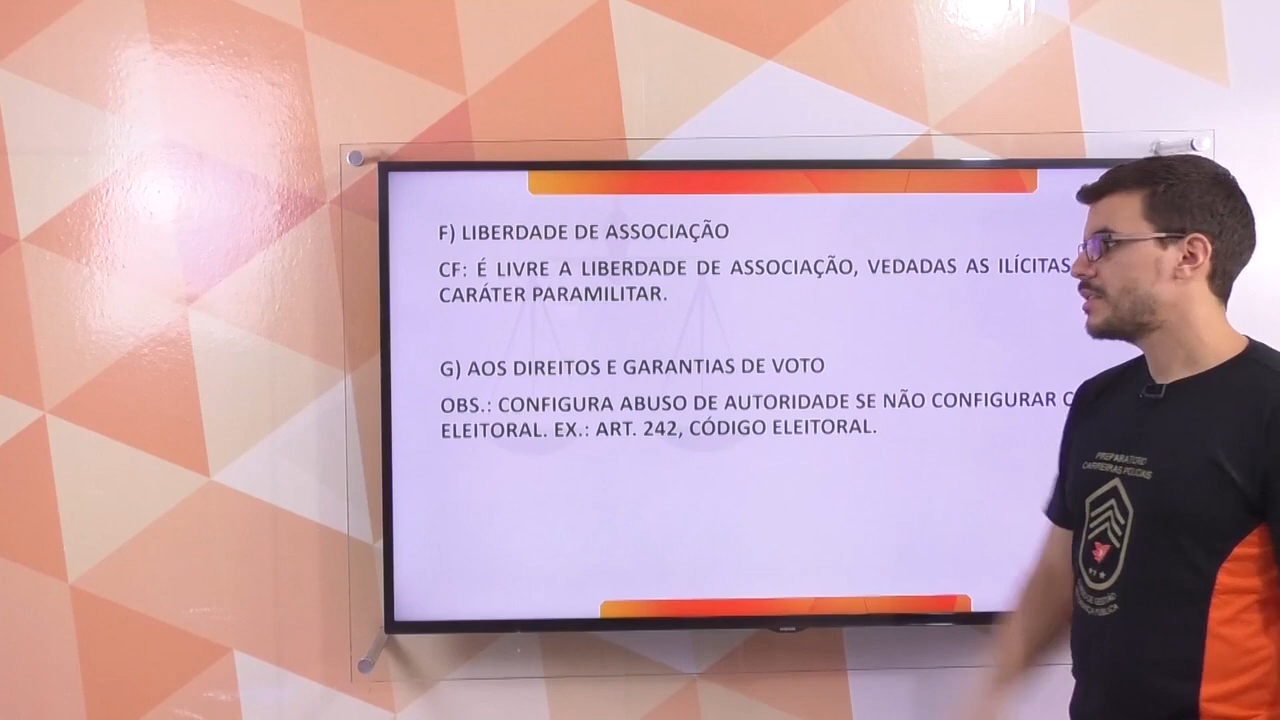 F) LIBERDADE DE ASSOCIAÇÃO
CF: É LIVRE A LIBERDADE DE ASSOCIAÇÃO, VEDADAS AS ILÍCITAS
CARÁTER PARAMILITAR.
G) AOS DIREITOS E GARANTIAS DE VOTO
OBS.: CONFIGURA ABUSO DE AUTORIDADE SE NÃO CONFIGURAR
ELEITORAL. EX.: ART. 242, CÓDIGO ELEITORAL.
PREPARATÓRIO
CARREIRAS POLICIAIS